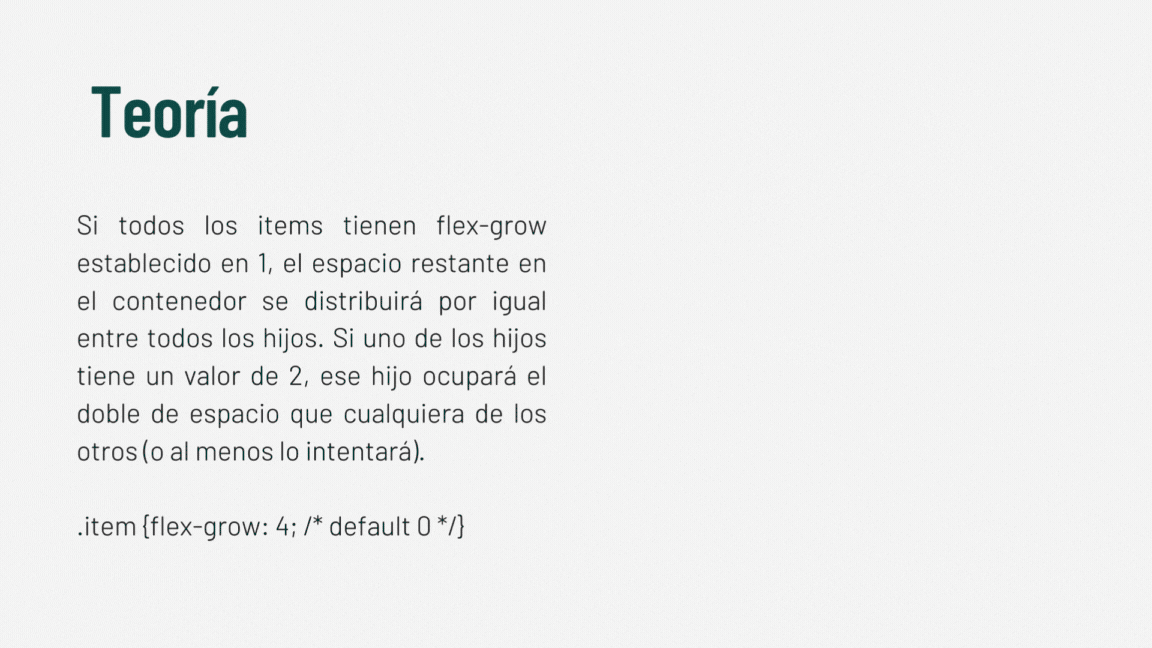 Teoría
Si todos los items tienen flex-grow
establecido en 1, el espacio restante en
el contenedor se distribuirá por igual
entre todos los hijos. Si uno de los hijos
tiene un valor de 2, ese hijo ocupará el
doble de espacio que cualquiera de los
otros (o al menos lo intentará).
.item {flex-grow: 4; /* default 0 */}